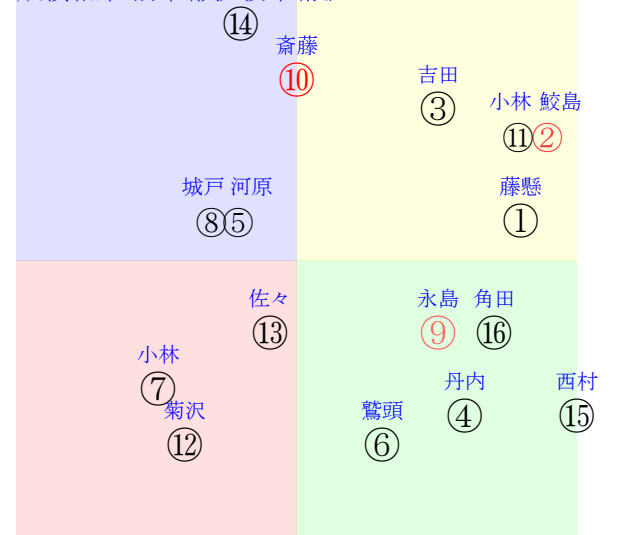 ⑭
斎藤
⑩
吉田
③
小林 鮫島
⑪②
城戸 河原
⑧⑤
藤懸
①
佐々
⑬
永島 角田
⑨ ⑯
小林
⑦
丹内
④
西村
⑮
菊沢
⑫
鷲頭
⑥